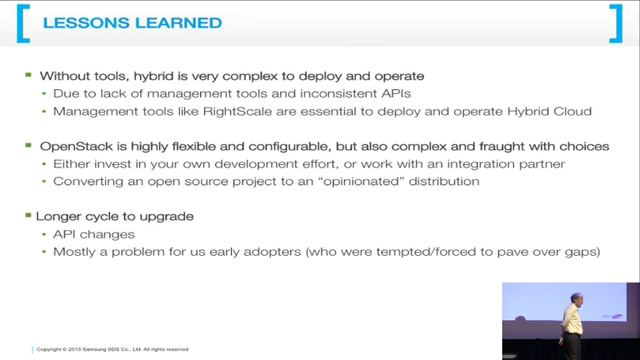 LESSONS LEARNED
Without tools, hybrid is very complex to deploy and operate
Due to lack of management tools and inconsistent APIs
Management tools like RightScale are essential to deploy and operate Hybrid Cloud
OpenStack is highly flexible and configurable, but also complex and fraught with choices
Either invest in your own development effort, or work with an integration partner
Converting an open source project to an “opinionated” distribution
Longer cycle to upgrade
API changes
Mostly a problem for us early adopters (who were tempted/forced to pave over gaps)
Copyright © 2013 Samsung SDS Co., Ltd. All rights reserved